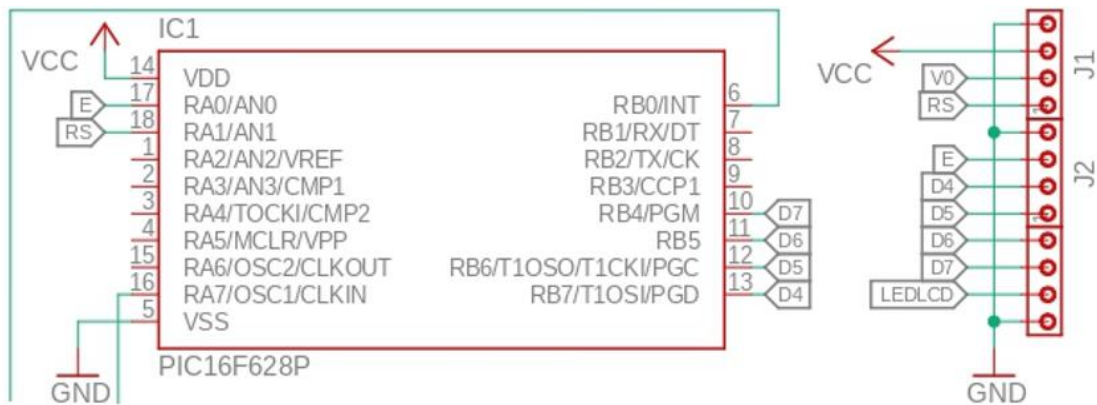 IC1
VCC
14 VDD
E 17 RA0/AN0
RS 18 RA1/AN1
1 RA2/AN2/VREF
2 RA3/AN3/CMP1
3 RA4/TOCKI/CMP2
4 RA5/MCLR/VPP
15 RA6/OSC2/CLKOUT
16 RA7/OSC1/CLKIN
5 VSS
RB0/INT 6
RB1/RX/DT 7
RB2/TX/CK 8
RB3/CCP1 9
RB4/PGM 10 D7
RB5 11 D6
RB6/T1OSO/T1CKI/PGC 12 D5
RB7/T1OSI/PGD 13 D4
PIC16F628P
GND
VCC
V0
RS
1
J1
E
D4
D5
1
J2
D6
D7
LEDLCD
GND